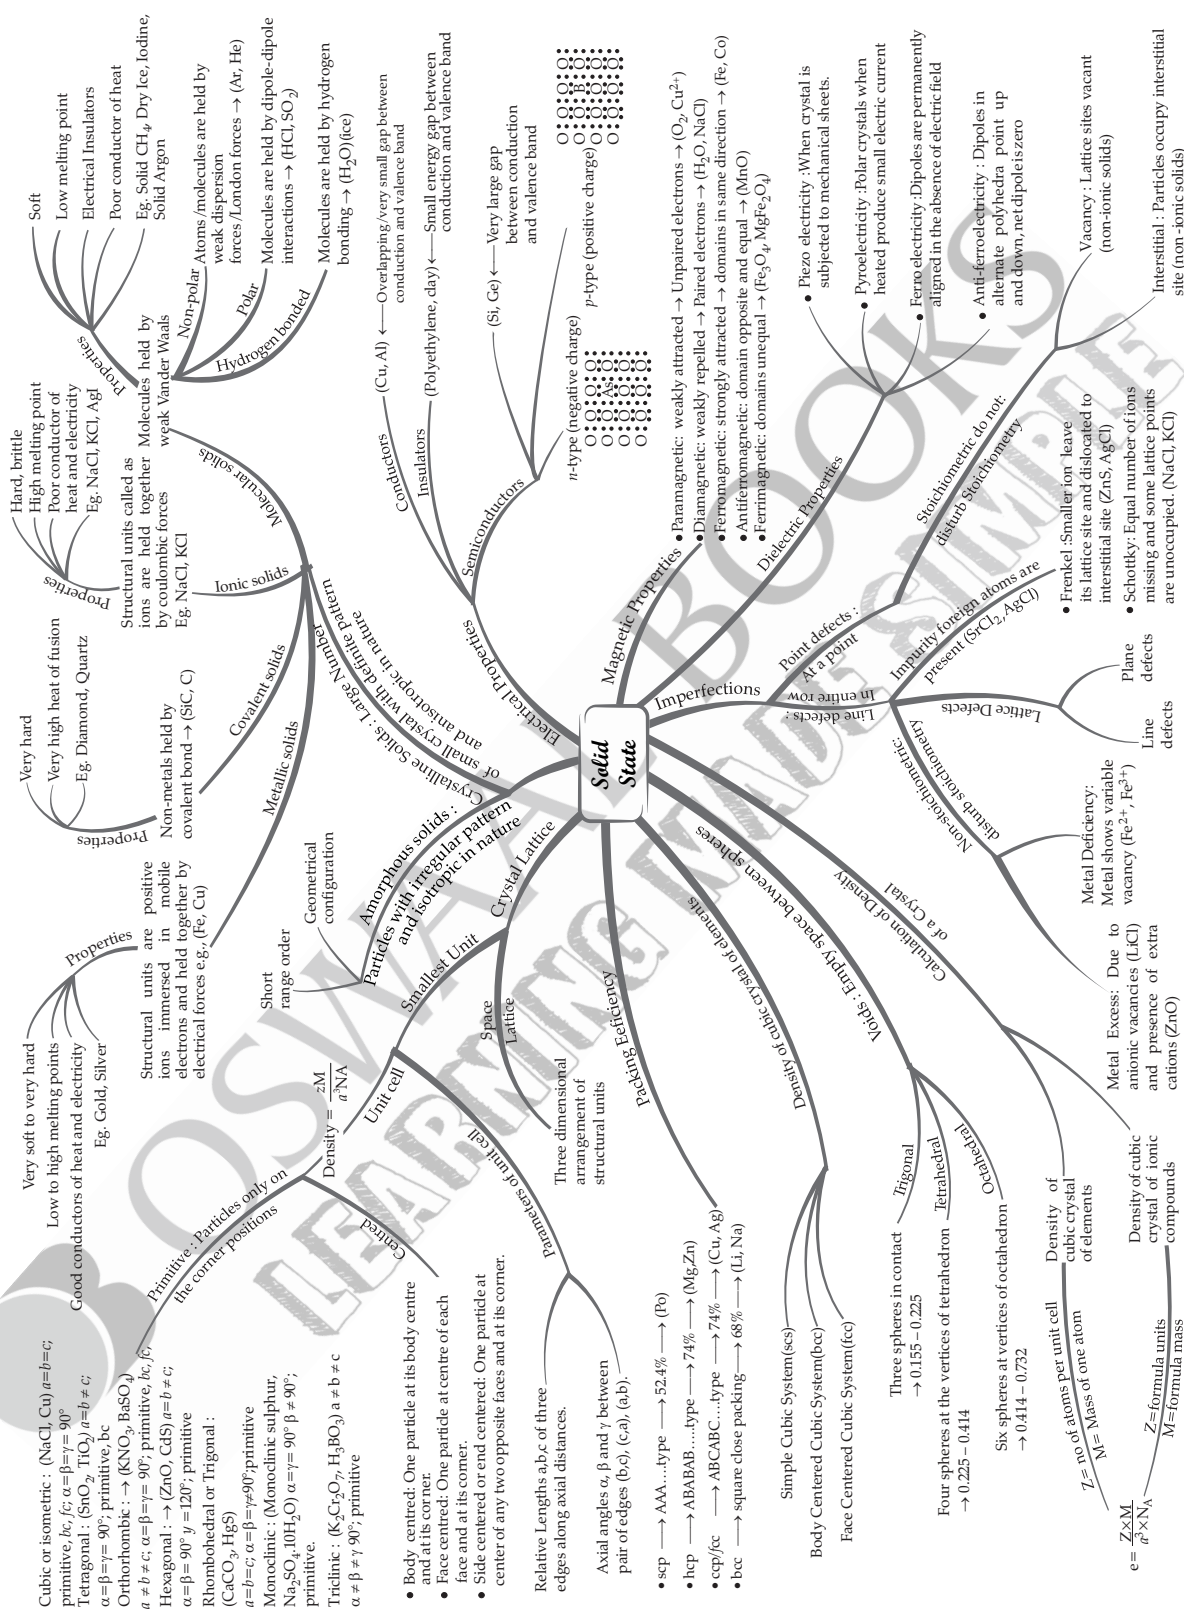 Solid
State
Electrical Properties
Conductors
(Cu, Al) ←—Overlapping/very small gap between
conduction and valence band
Insulators
(Polyethylene, day) ←—Small energy gap between
conduction and valence band
Semiconductors
(Si, Ge) ←—Very large gap
between conduction
and valence band
n-type (negative charge)
O O O O
O O As O
O O O O
O O O O
p-type (positive charge)
O O O O
O O B O
O O O O
O O O O
Magnetic Properties
• Paramagnetic: weakly attracted → Unpaired electrons → (O2, Cu2+)
• Diamagnetic: weakly repelled → Paired electrons → (H2O, NaCl)
• Ferromagnetic: strongly attracted → domains in same direction → (Fe, Co)
• Antiferromagnetic: domain opposite and equal → (MnO)
• Ferrimagnetic: domains unequal → (Fe3O4, MgFe2O4)
Dielectric Properties
• Piezo electricity :When crystal is
subjected to mechanical sheets.
• Pyroelectricity :Polar crystals when
heated produce small electric current
• Ferro electricity :Dipoles are permanently
aligned in the absence of electric field
• Anti-ferroelectricity : Dipoles in
alternate polyhedra point up
and down, net dipole is zero
Imperfections
Point defects :
At a point
Stoichiometric do not:
disturb Stoichiometry
Vacancy : Lattice sites vacant
(non-ionic solids)
Interstitial : Particles occupy interstitial
site (non -ionic solids)
Line defects :
In entire row
Impurity foreign atoms are
present (SrCl2, AgCl)
• Frenkel :Smaller ion leave
its lattice site and dislocated to
interstitial site (ZnS, AgCl)
• Schottky: Equal number of ions
missing and some lattice points
are unoccupied. (NaCl, KCl)
Lattice Defects
Plane
defects
Line
defects
Non-stoichiometric:
disturb stoichiometry
Metal Deficiency:
Metal shows variable
vacancy (Fe2+, Fe3+)
Metal Excess: Due to
anionic vacancies (LiCl)
and presence of extra
cations (ZnO)
Calculation of Density
of a Crystal
Density of
cubic crystal
of elements
Z= no of atoms per unit cell
M= Mass of one atom
Density of cubic
crystal of ionic
compounds
Z=formula units
M=formula mass
e= Z×M
a3×NA
Voids : Empty space between spheres
Trigonal
Three spheres in contact
→ 0.155 – 0.225
Tetrahedral
Four spheres at the vertices of tetrahedron
→ 0.225 – 0.414
Octahedral
Six spheres at vertices of octahedron
→ 0.414 – 0.732
Density of cubic crystal of elements
Simple Cubic System(scs)
Body Centered Cubic System(bcc)
Face Centered Cubic System(fcc)
Packing Eeficiency
• scp —→ AAA....type —→ 52.4% —→ (Po)
• hcp —→ ABABAB.....type —→74% —→ (Mg,Zn)
• ccp/fcc —→ ABCABC....type —→74% —→ (Cu, Ag)
• bcc —→ square close packing—→ 68% —→ (Li, Na)
Crystal Lattice
Space
Lattice
Three dimensional
arrangement of
structural units
Smallest Unit
Unit cell
Density = zM
a3NA
Parameters of unit cell
Relative Lengths a,b,c of three
edges along axial distances.
Axial angles α, β and γ between
pair of edges (b,c), (c,a), (a,b).
Centred
• Body centred: One particle at its body centre
and at its corner.
• Face centred: One particle at centre of each
face and at its corner.
• Side centered or end centered: One particle at
center of any two opposite faces and at its corner.
Primitive : Particles only on
the corner positions
Cubic or isometric : (NaCl, Cu) a=b=c;
primitive, bc, fc; α=β=γ= 90°
Tetragonal : (SnO2, TiO2) a=b ≠ c;
α=β=γ= 90°; primitive, bc
Orthorhombic : → (KNO3, BaSO4)
a ≠ b ≠ c; α=β=γ= 90°; primitive, bc, fc,
Hexagonal : → (ZnO, CdS) a=b ≠ c;
α=β= 90° y =120°; primitive
Rhombohedral or Trigonal :
(CaCO3, HgS)
a=b=c; α=β=γ≠90°;primitive
Monoclinic : (Monoclinic sulphur,
Na2SO4.10H2O) α=γ= 90° β ≠ 90°;
primitive.
Triclinic : (K2Cr2O7, H3BO3) a ≠ b ≠ c
α ≠ β ≠ γ 90°; primitive
Amorphous solids :
Particles with irregular pattern
and isotropic in nature
Short
range order
Geometrical
configuration
Crystalline Solids : Large Number
of small crystal with definite pattern
and anisotropic in nature
Metallic solids
Structural units are positive
ions immersed in mobile
electrons and held together by
electrical forces e.g., (Fe, Cu)
Properties
Very soft to very hard
Low to high melting points
Good conductors of heat and electricity
Eg. Gold, Silver
Covalent solids
Non-metals held by
covalent bond → (SiC, C)
Properties
Very hard
Very high heat of fusion
Eg. Diamond, Quartz
Ionic solids
Structural units called as
ions are held together
by coulombic forces
Eg. NaCl, KCl
Properties
Hard, brittle
High melting point
Poor conductor of
heat and electricity
Eg. NaCl, KCl, AgI
Molecular solids
Molecules held by
weak Vander Waals
Properties
Soft
Low melting point
Electrical Insulators
Poor conductor of heat
Eg. Solid CH4, Dry Ice, Iodine,
Solid Argon
Non-polar
Atoms /molecules are held by
weak dispersion
forces /London forces → (Ar, He)
Polar
Molecules are held by dipole-dipole
interactions → (HCl, SO2)
Hydrogen bonded
Molecules are held by hydrogen
bonding → (H2O)(ice)
OSWAAL BOOKS
LEARNING MADE SIMPLE